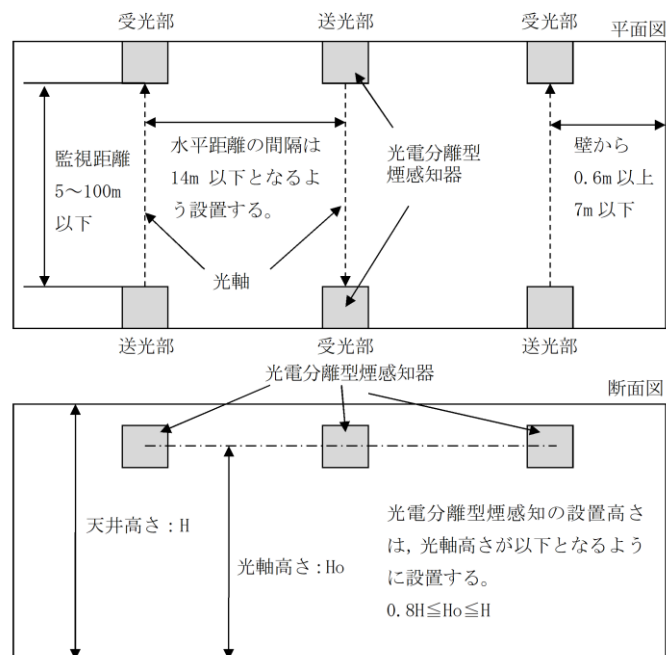 受光部
送光部
受光部
平面図
監視距離
5～100m
以下
水平距離の間隔は
14m 以下となるよ
う設置する。
光電分離型
煙感知器
壁から
0.6m 以上
7m 以下
光軸
送光部
受光部
送光部
光電分離型煙感知器
断面図
天井高さ：H
光軸高さ：Ho
光電分離型煙感知の設置高さ
は，光軸高さが以下となるよう
に設置する。
0.8H≦Ho≦H